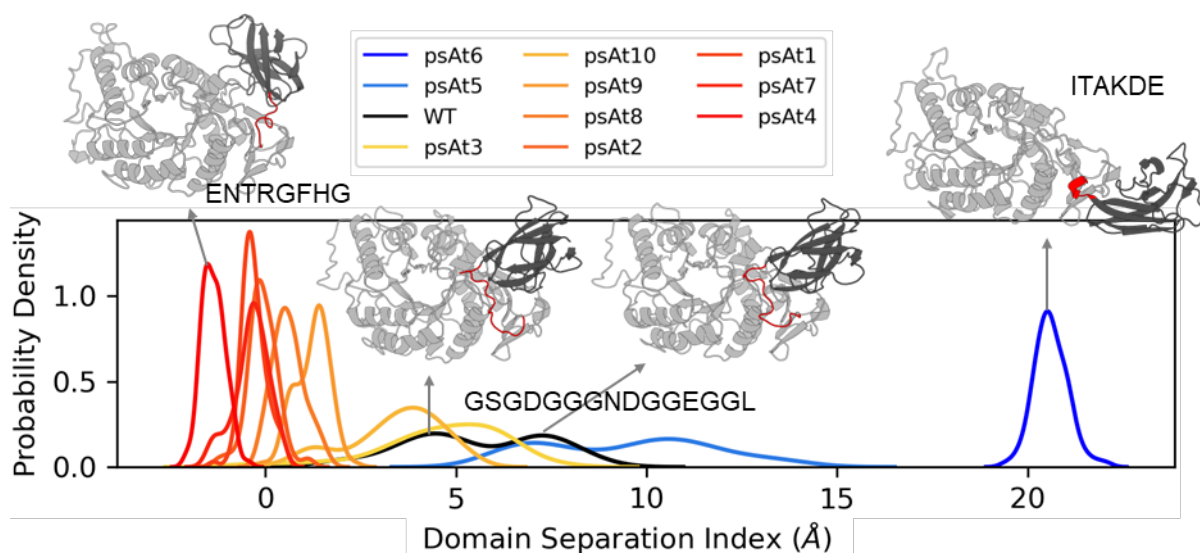 psAt6
psAt5
WT
psAt3
psAt10
psAt9
psAt8
psAt2
psAt1
psAt7
psAt4
ITAKDE
ENTRGFHG
GSGDGGGNDGGEGGL
Probability Density
1.0
0.5
0.0
0
5
10
15
20
Domain Separation Index (Å)